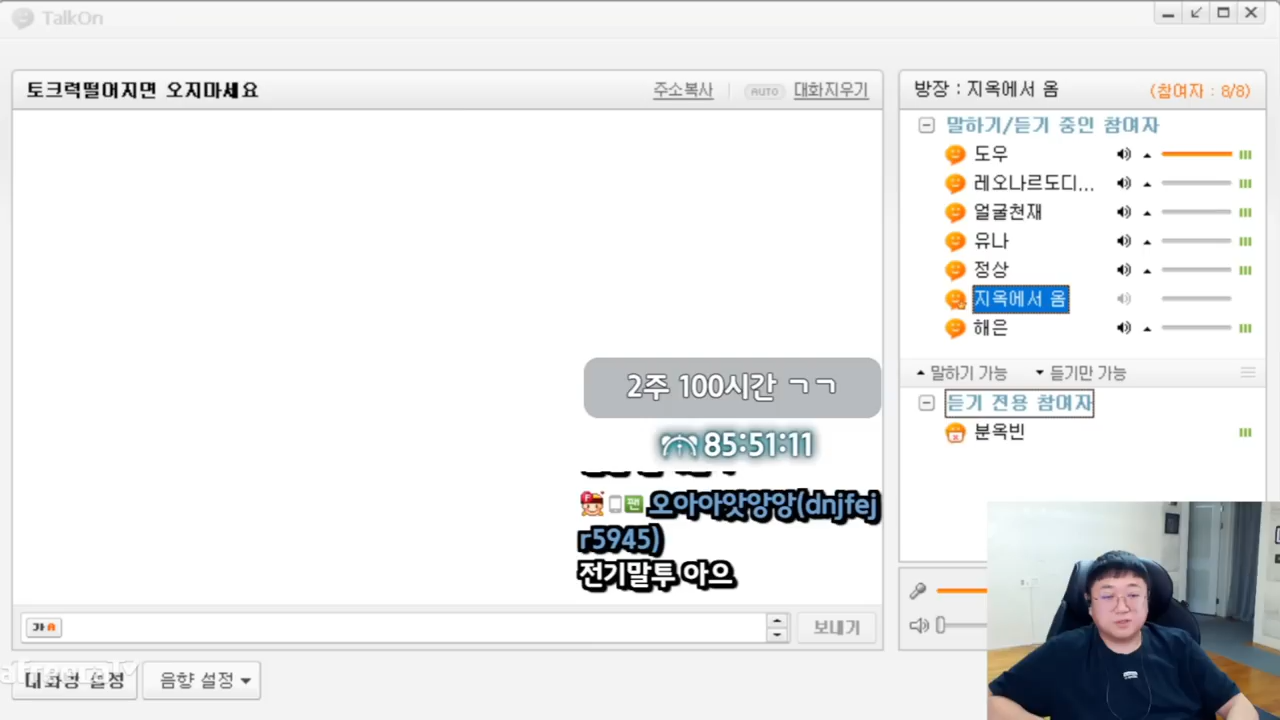 TalkOn
토크력떨어지면 오지마세요
주소복사
AUTO
대화지우기
방장 : 지옥에서 옴
(참여자 : 8/8)
말하기/듣기 중인 참여자
도우
레오나르도디...
얼굴천재
유나
정상
지옥에서 옴
해은
말하기 가능
듣기만 가능
듣기 전용 참여자
분옥빈
2주 100시간 ㄱㄱ
85:51:11
팬 오아아앗앙앙(dnjfej
r5945)
전기말투 아으
가A
보내기
afreecaTV
대화방 설정
음향 설정